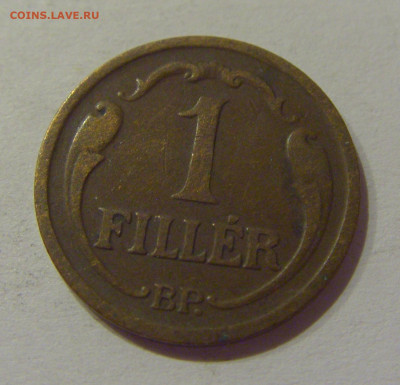 COINS.LAVE.RU
1
FILLÉR
BP.